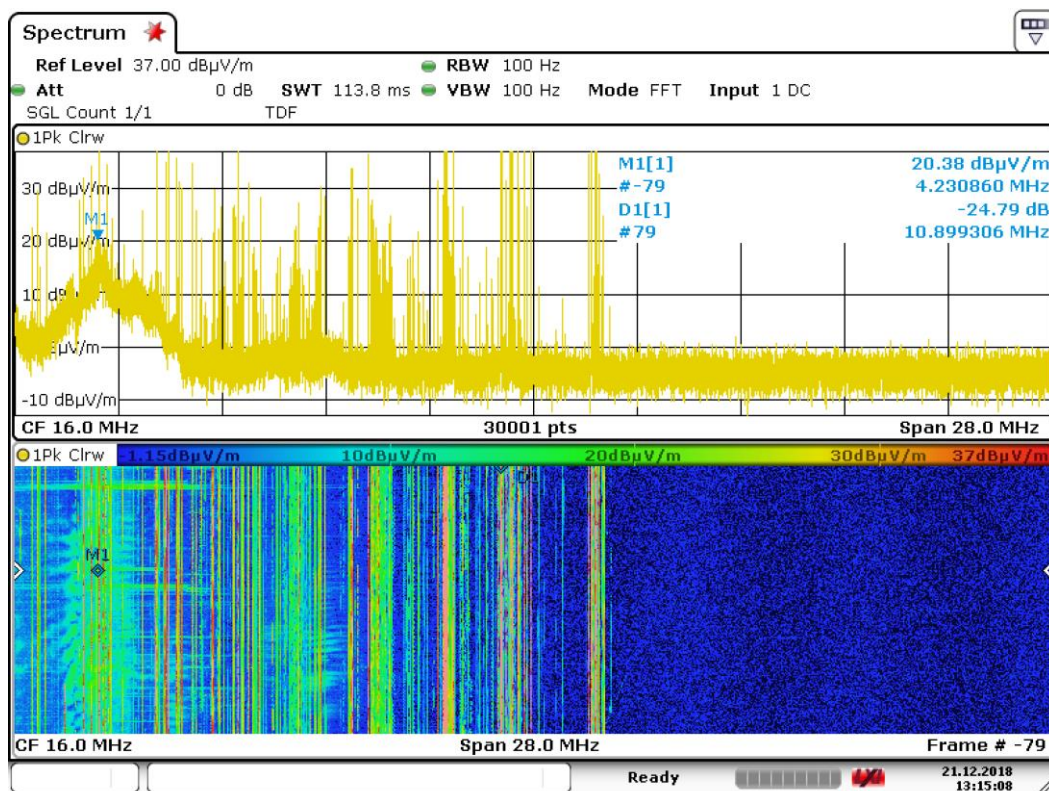 Spectrum
Ref Level 37.00 dBµV/m RBW 100 Hz
Att 0 dB SWT 113.8 ms VBW 100 Hz Mode FFT Input 1 DC
SGL Count 1/1 TDF
1Pk Clrw
M1[1] 20.38 dBµV/m
30 dBµV/m #-79 4.230860 MHz
M1 D1[1] -24.79 dB
20 dBµV/m #79 10.899306 MHz
-10 dBµV/m
CF 16.0 MHz 30001 pts Span 28.0 MHz
1Pk Clrw -1.15dBµV/m 10dBµV/m 20dBµV/m 30dBµV/m 37dBµV/m
D1
M1
CF 16.0 MHz Span 28.0 MHz Frame # -79
Ready LXI 21.12.2018
13:15:08